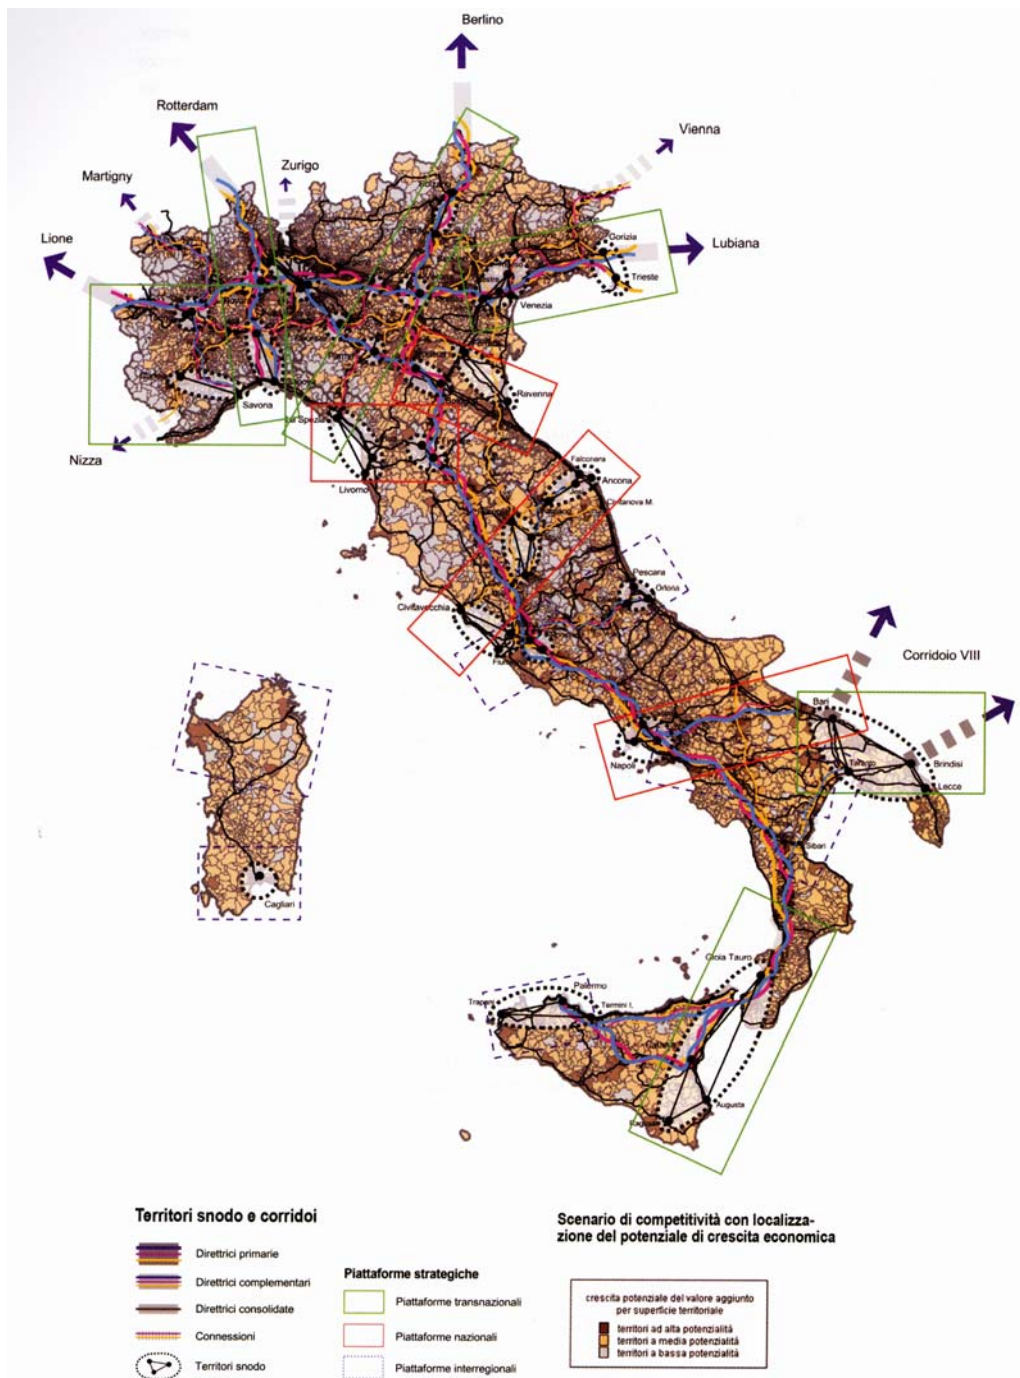 Berlino
Rotterdam
Vienna
Zurigo
Martigny
Lione
Gorizia
Lubiana
Trieste
Venezia
Ravenna
Savona
La Spezia
Nizza
Livorno
Falconara
Ancona
Civitanova M.
Pescara
Ortona
Civitavecchia
Corridoio VIII
Bari
Napoli
Taranto
Brindisi
Lecce
Sibari
Cagliari
Gioia Tauro
Palermo
Trapani
Termini I.
Catania
Augusta
Territori snodo e corridoi
Direttrici primarie
Direttrici complementari
Direttrici consolidate
Connessioni
Territori snodo
Piattaforme strategiche
Piattaforme transnazionali
Piattaforme nazionali
Piattaforme interregionali
Scenario di competitività con localizza-
zione del potenziale di crescita economica
crescita potenziale del valore aggiunto
per superficie territoriale
territori ad alta potenzialità
territori a media potenzialità
territori a bassa potenzialità